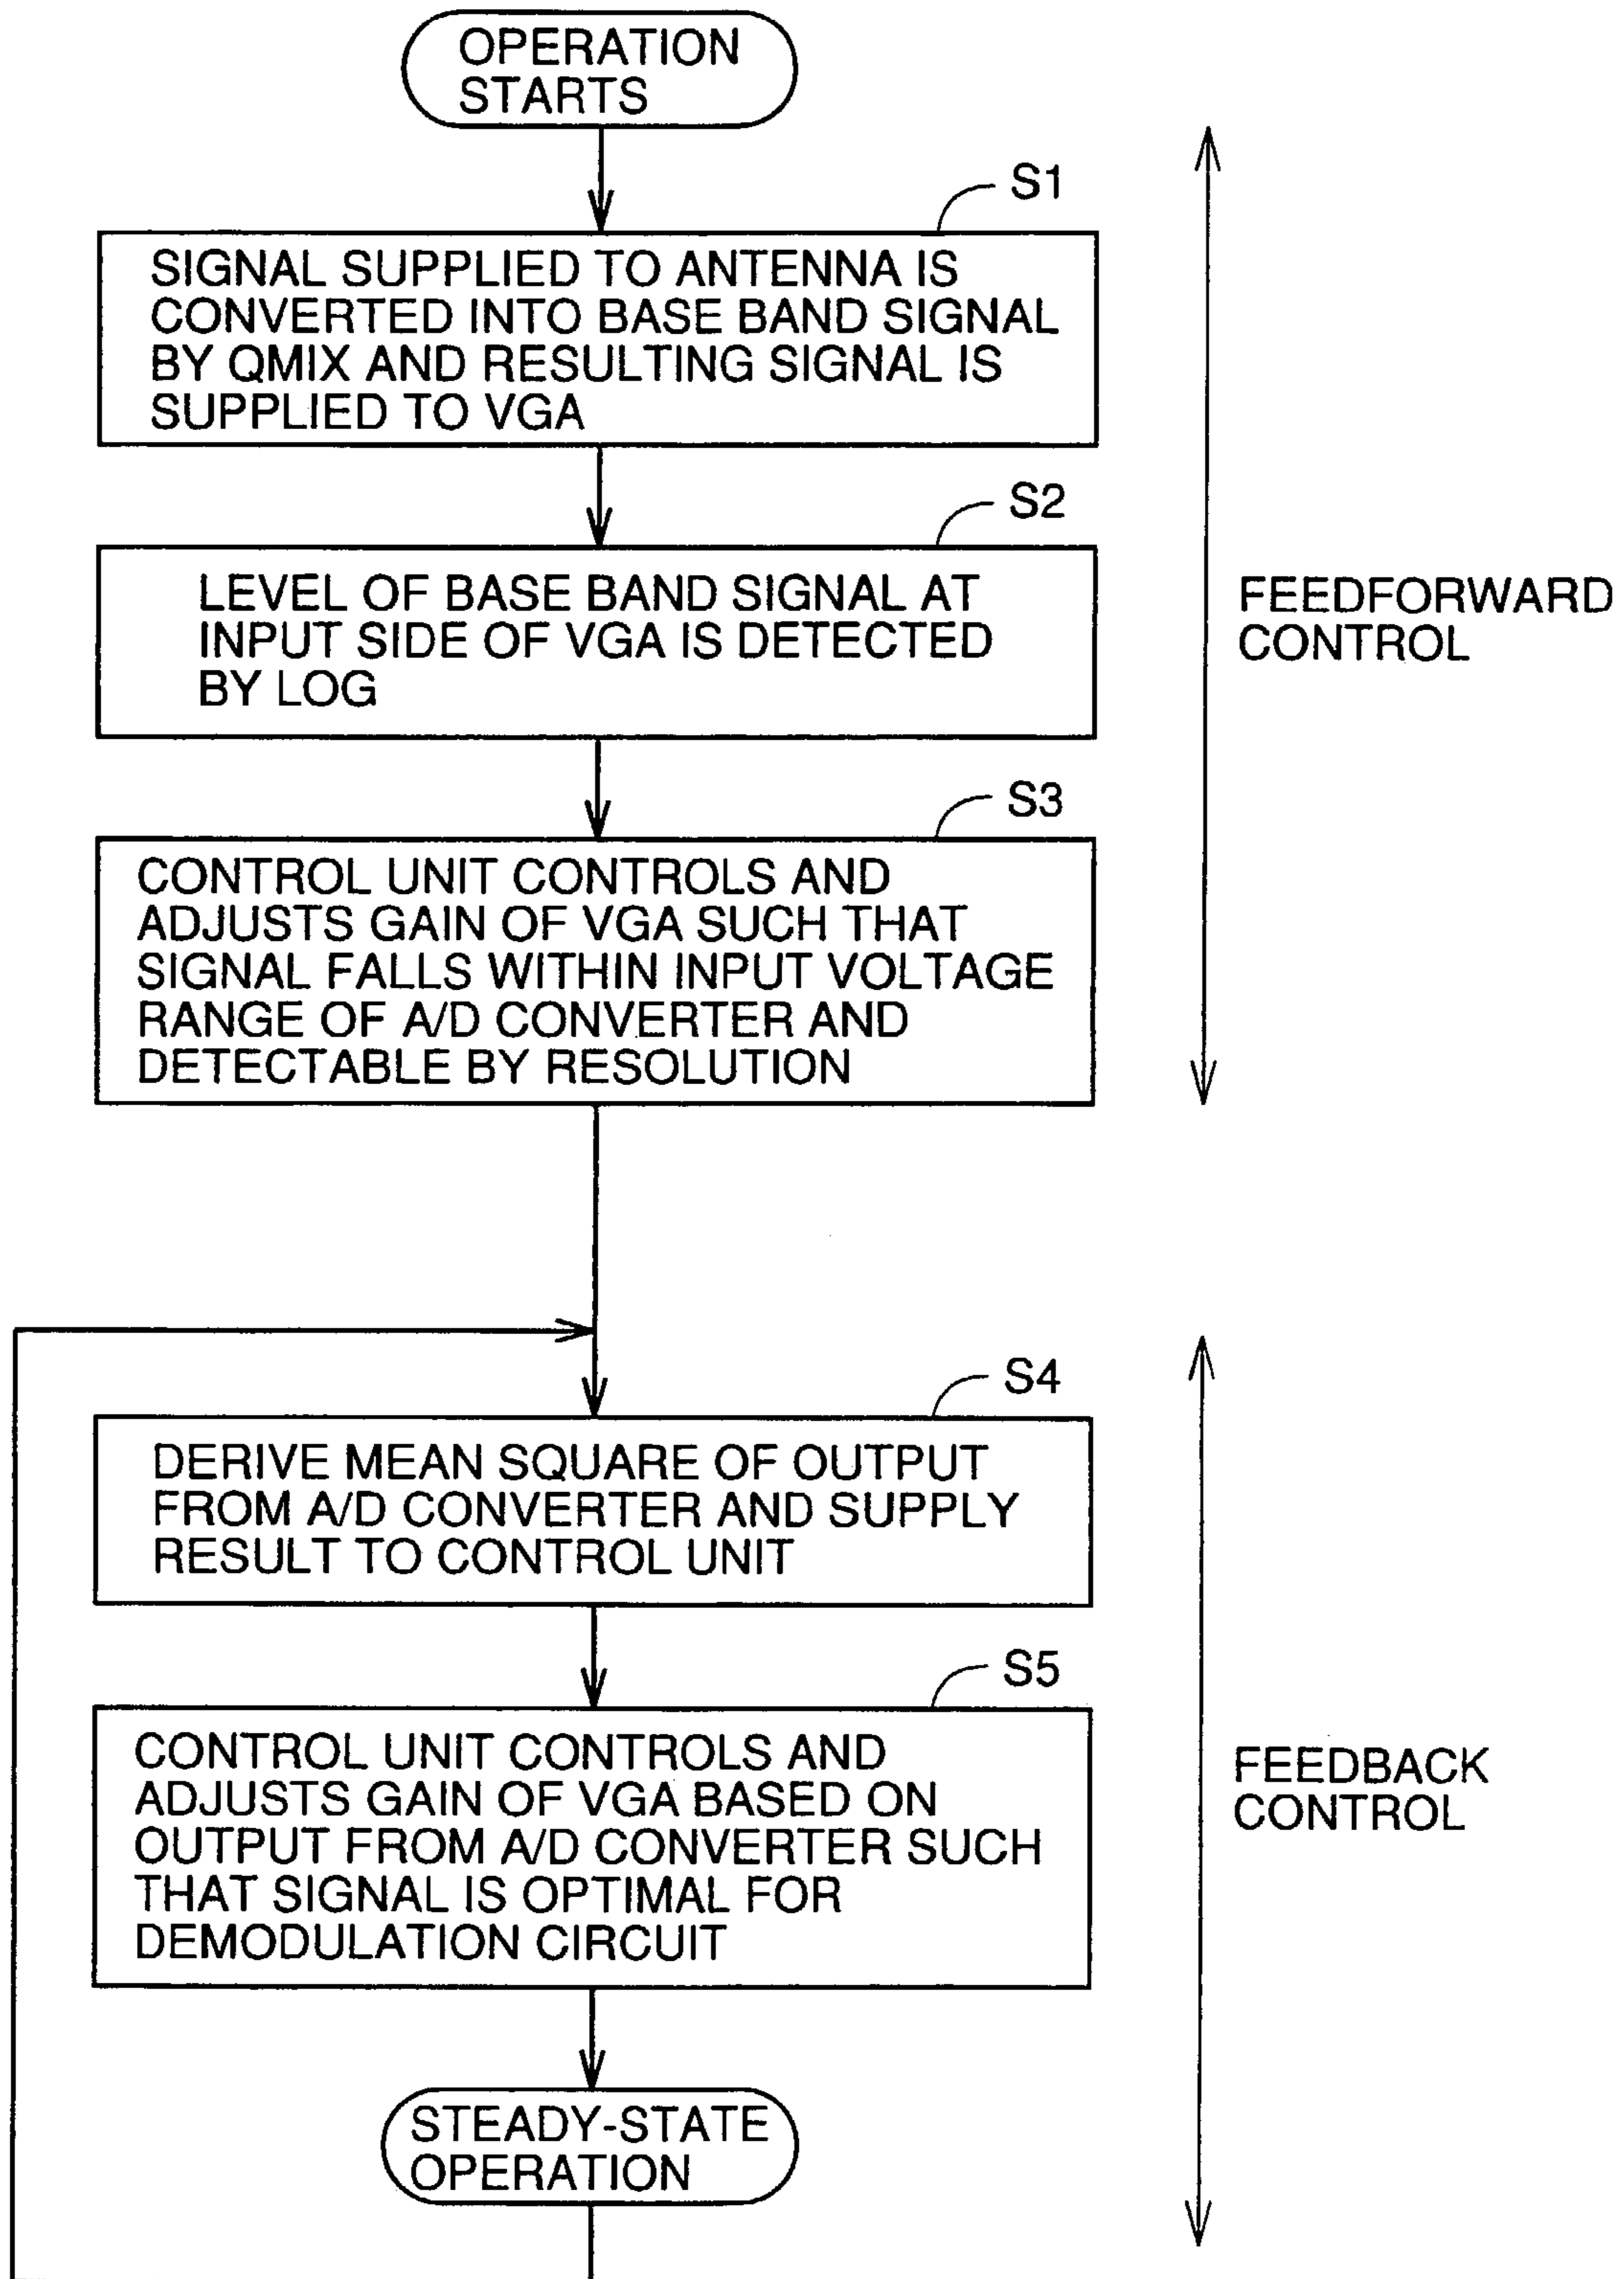 OPERATION
STARTS
S1
SIGNAL SUPPLIED TO ANTENNA IS
CONVERTED INTO BASE BAND SIGNAL
BY QMIX AND RESULTING SIGNAL IS
SUPPLIED TO VGA
S2
LEVEL OF BASE BAND SIGNAL AT
INPUT SIDE OF VGA IS DETECTED
BY LOG
FEEDFORWARD
CONTROL
S3
CONTROL UNIT CONTROLS AND
ADJUSTS GAIN OF VGA SUCH THAT
SIGNAL FALLS WITHIN INPUT VOLTAGE
RANGE OF A/D CONVERTER AND
DETECTABLE BY RESOLUTION
S4
DERIVE MEAN SQUARE OF OUTPUT
FROM A/D CONVERTER AND SUPPLY
RESULT TO CONTROL UNIT
S5
CONTROL UNIT CONTROLS AND
ADJUSTS GAIN OF VGA BASED ON
OUTPUT FROM A/D CONVERTER SUCH
THAT SIGNAL IS OPTIMAL FOR
DEMODULATION CIRCUIT
FEEDBACK
CONTROL
STEADY-STATE
OPERATION